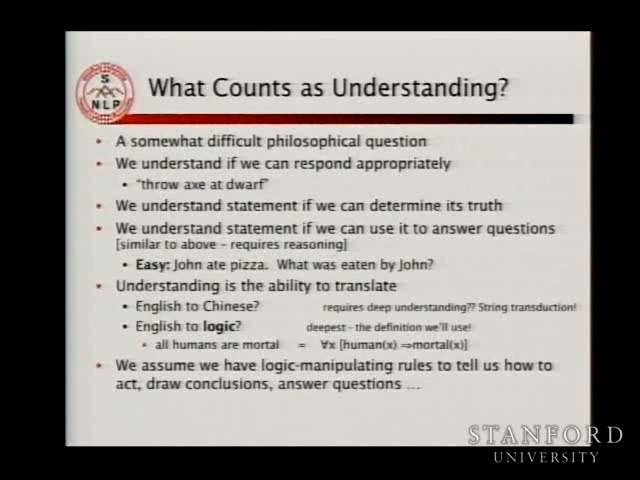 S
NLP
What Counts as Understanding?
• A somewhat difficult philosophical question
• We understand if we can respond appropriately
• “throw axe at dwarf”
• We understand statement if we can determine its truth
• We understand statement if we can use it to answer questions
[similar to above – requires reasoning]
• Easy: John ate pizza. What was eaten by John?
• Understanding is the ability to translate
• English to Chinese? requires deep understanding?? String transduction!
• English to logic? deepest – the definition we’ll use!
• all humans are mortal = ∀x [human(x) ⇒mortal(x)]
• We assume we have logic-manipulating rules to tell us how to
act, draw conclusions, answer questions …
STANFORD
UNIVERSITY